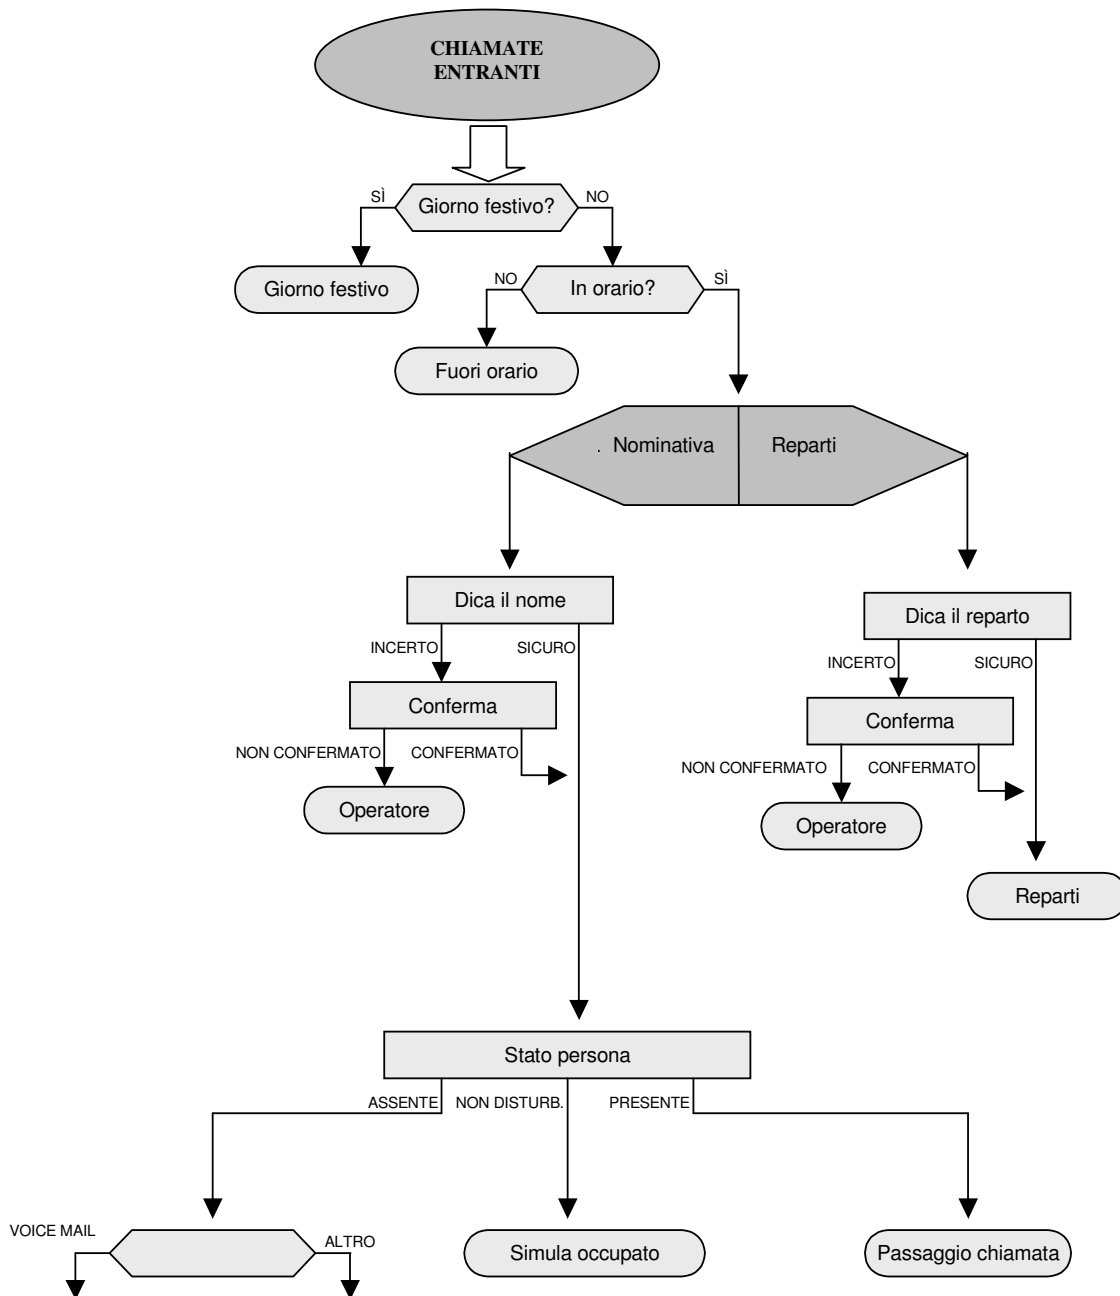 CHIAMATE
ENTRANTI
SÌ
Giorno festivo?
NO
Giorno festivo
NO
In orario?
SÌ
Fuori orario
. Nominativa
Reparti
Dica il nome
Dica il reparto
INCERTO
SICURO
INCERTO
SICURO
Conferma
Conferma
NON CONFERMATO
CONFERMATO
NON CONFERMATO
CONFERMATO
Operatore
Operatore
Reparti
Stato persona
ASSENTE
NON DISTURB.
PRESENTE
VOICE MAIL
ALTRO
Simula occupato
Passaggio chiamata